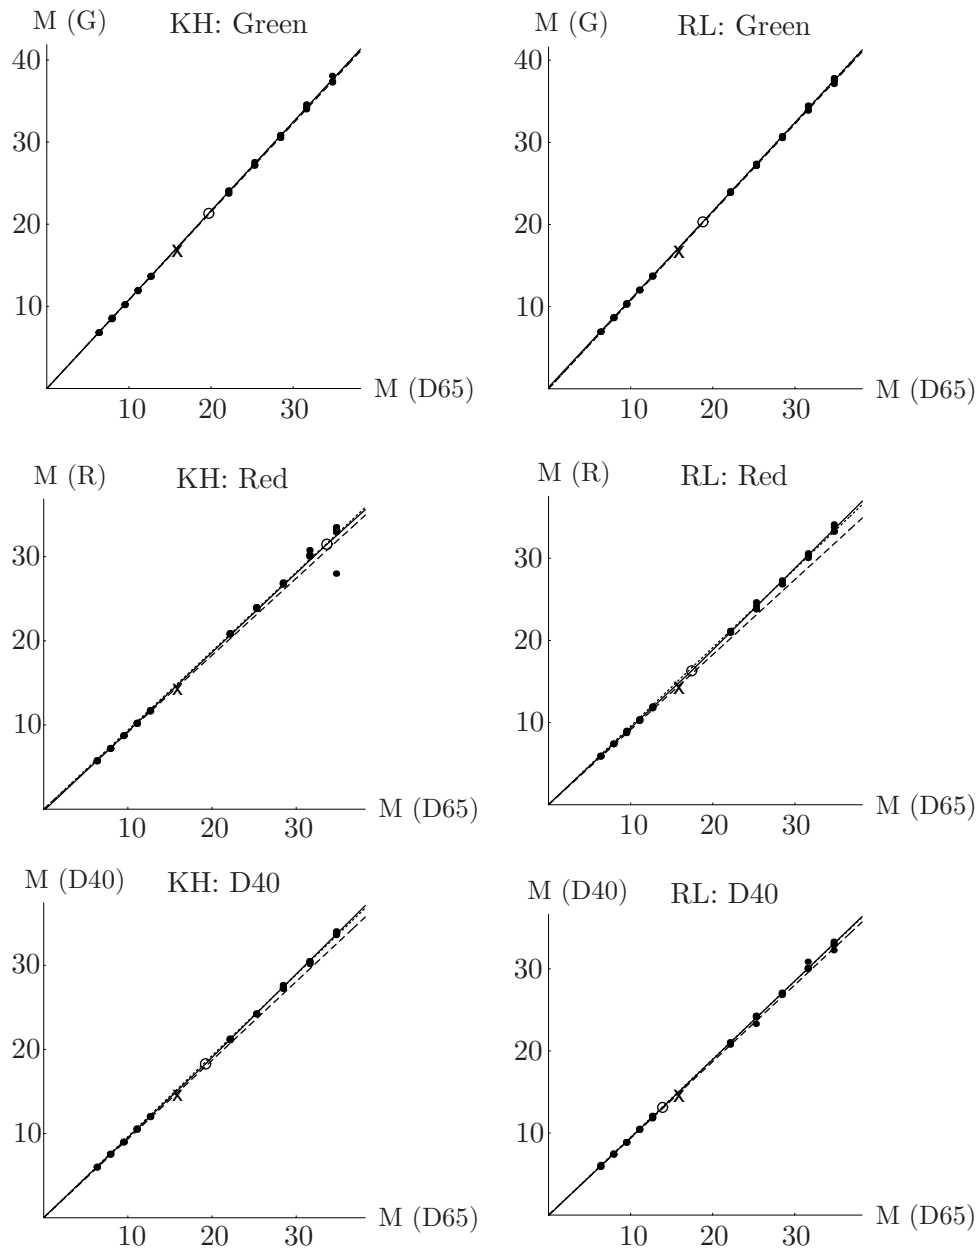 M (G) KH: Green
40
30
20
10
X
10 20 30 M (D65)
M (G) RL: Green
40
30
20
10
X
10 20 30 M (D65)
M (R) KH: Red
30
20
10
X
10 20 30 M (D65)
M (R) RL: Red
30
20
10
X
10 20 30 M (D65)
M (D40) KH: D40
30
20
10
X
10 20 30 M (D65)
M (D40) RL: D40
30
20
10
X
10 20 30 M (D65)